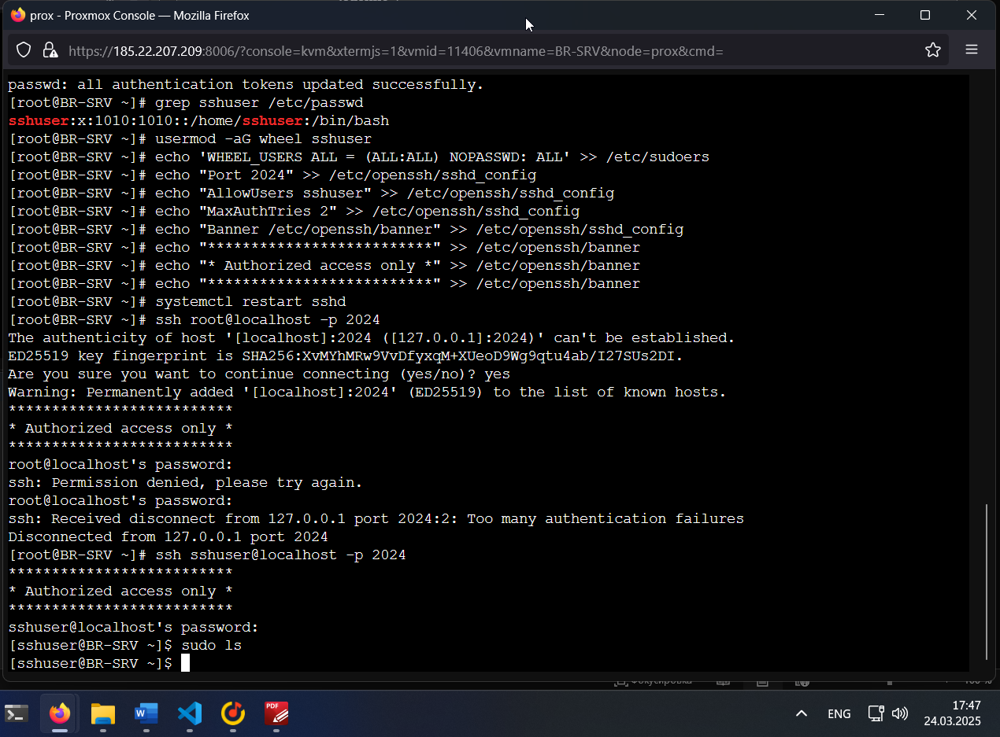 prox - Proxmox Console — Mozilla Firefox
https://185.22.207.209:8006/?console=kvm&xtermjs=1&vmid=11406&vmname=BR-SRV&node=prox&cmd=
passwd: all authentication tokens updated successfully.
[root@BR-SRV ~]# grep sshuser /etc/passwd
sshuser:x:1010:1010::/home/sshuser:/bin/bash
[root@BR-SRV ~]# usermod -aG wheel sshuser
[root@BR-SRV ~]# echo 'WHEEL_USERS ALL = (ALL:ALL) NOPASSWD: ALL' >> /etc/sudoers
[root@BR-SRV ~]# echo "Port 2024" >> /etc/openssh/sshd_config
[root@BR-SRV ~]# echo "AllowUsers sshuser" >> /etc/openssh/sshd_config
[root@BR-SRV ~]# echo "MaxAuthTries 2" >> /etc/openssh/sshd_config
[root@BR-SRV ~]# echo "Banner /etc/openssh/banner" >> /etc/openssh/sshd_config
[root@BR-SRV ~]# echo "**************************" >> /etc/openssh/banner
[root@BR-SRV ~]# echo "* Authorized access only *" >> /etc/openssh/banner
[root@BR-SRV ~]# echo "**************************" >> /etc/openssh/banner
[root@BR-SRV ~]# systemctl restart sshd
[root@BR-SRV ~]# ssh root@localhost -p 2024
The authenticity of host '[localhost]:2024 ([127.0.0.1]:2024)' can't be established.
ED25519 key fingerprint is SHA256:XvMYhMRw9VvDfyxqM+XUeoD9Wg9qtu4ab/I27SUs2DI.
Are you sure you want to continue connecting (yes/no)? yes
Warning: Permanently added '[localhost]:2024' (ED25519) to the list of known hosts.
**************************
* Authorized access only *
**************************
root@localhost's password:
ssh: Permission denied, please try again.
root@localhost's password:
ssh: Received disconnect from 127.0.0.1 port 2024:2: Too many authentication failures
Disconnected from 127.0.0.1 port 2024
[root@BR-SRV ~]# ssh sshuser@localhost -p 2024
**************************
* Authorized access only *
**************************
sshuser@localhost's password:
[sshuser@BR-SRV ~]$ sudo ls
[sshuser@BR-SRV ~]$
PDF
ENG
17:47
24.03.2025